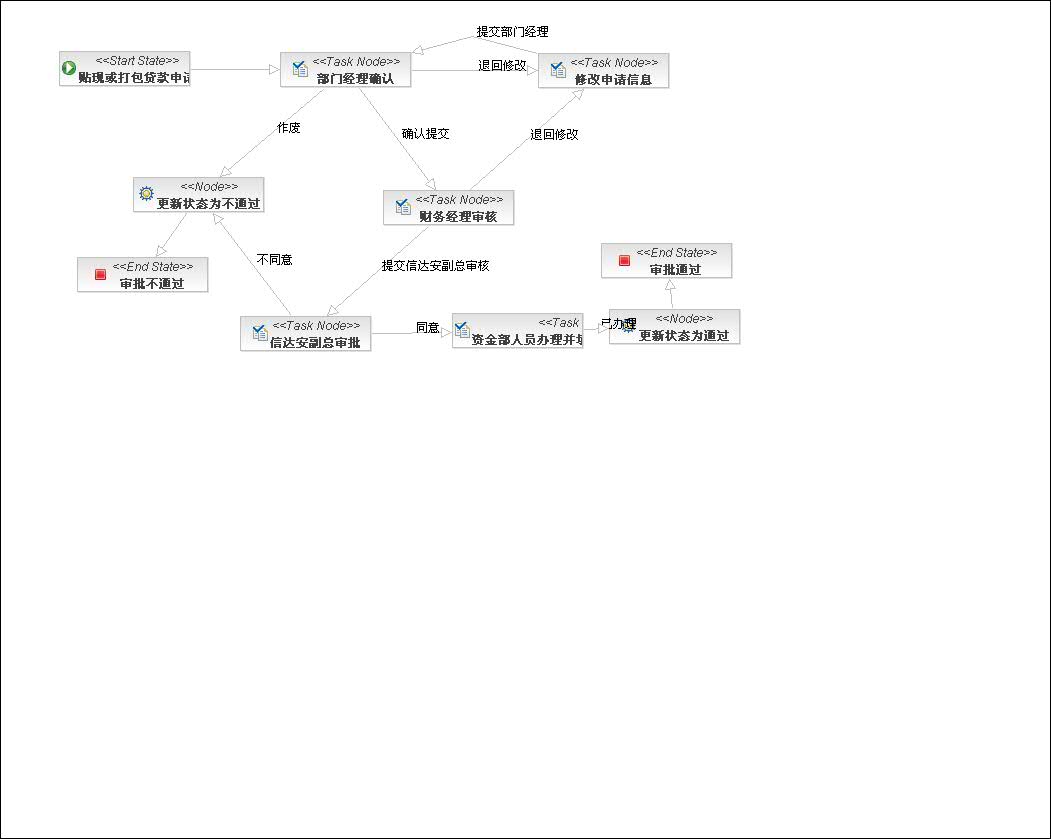 提交部门经理
<<Start State>>
贴现或打包贷款申请
<<Task Node>>
部门经理确认
退回修改
<<Task Node>>
修改申请信息
作废
确认提交
退回修改
<<Node>>
更新状态为不通过
<<Task Node>>
财务经理审核
不同意
提交信达安副总审核
<<End State>>
审批不通过
<<End State>>
审批通过
<<Task Node>>
信达安副总审批
同意
<<Task
资金部人员办理并
已办理
<<Node>>
更新状态为通过